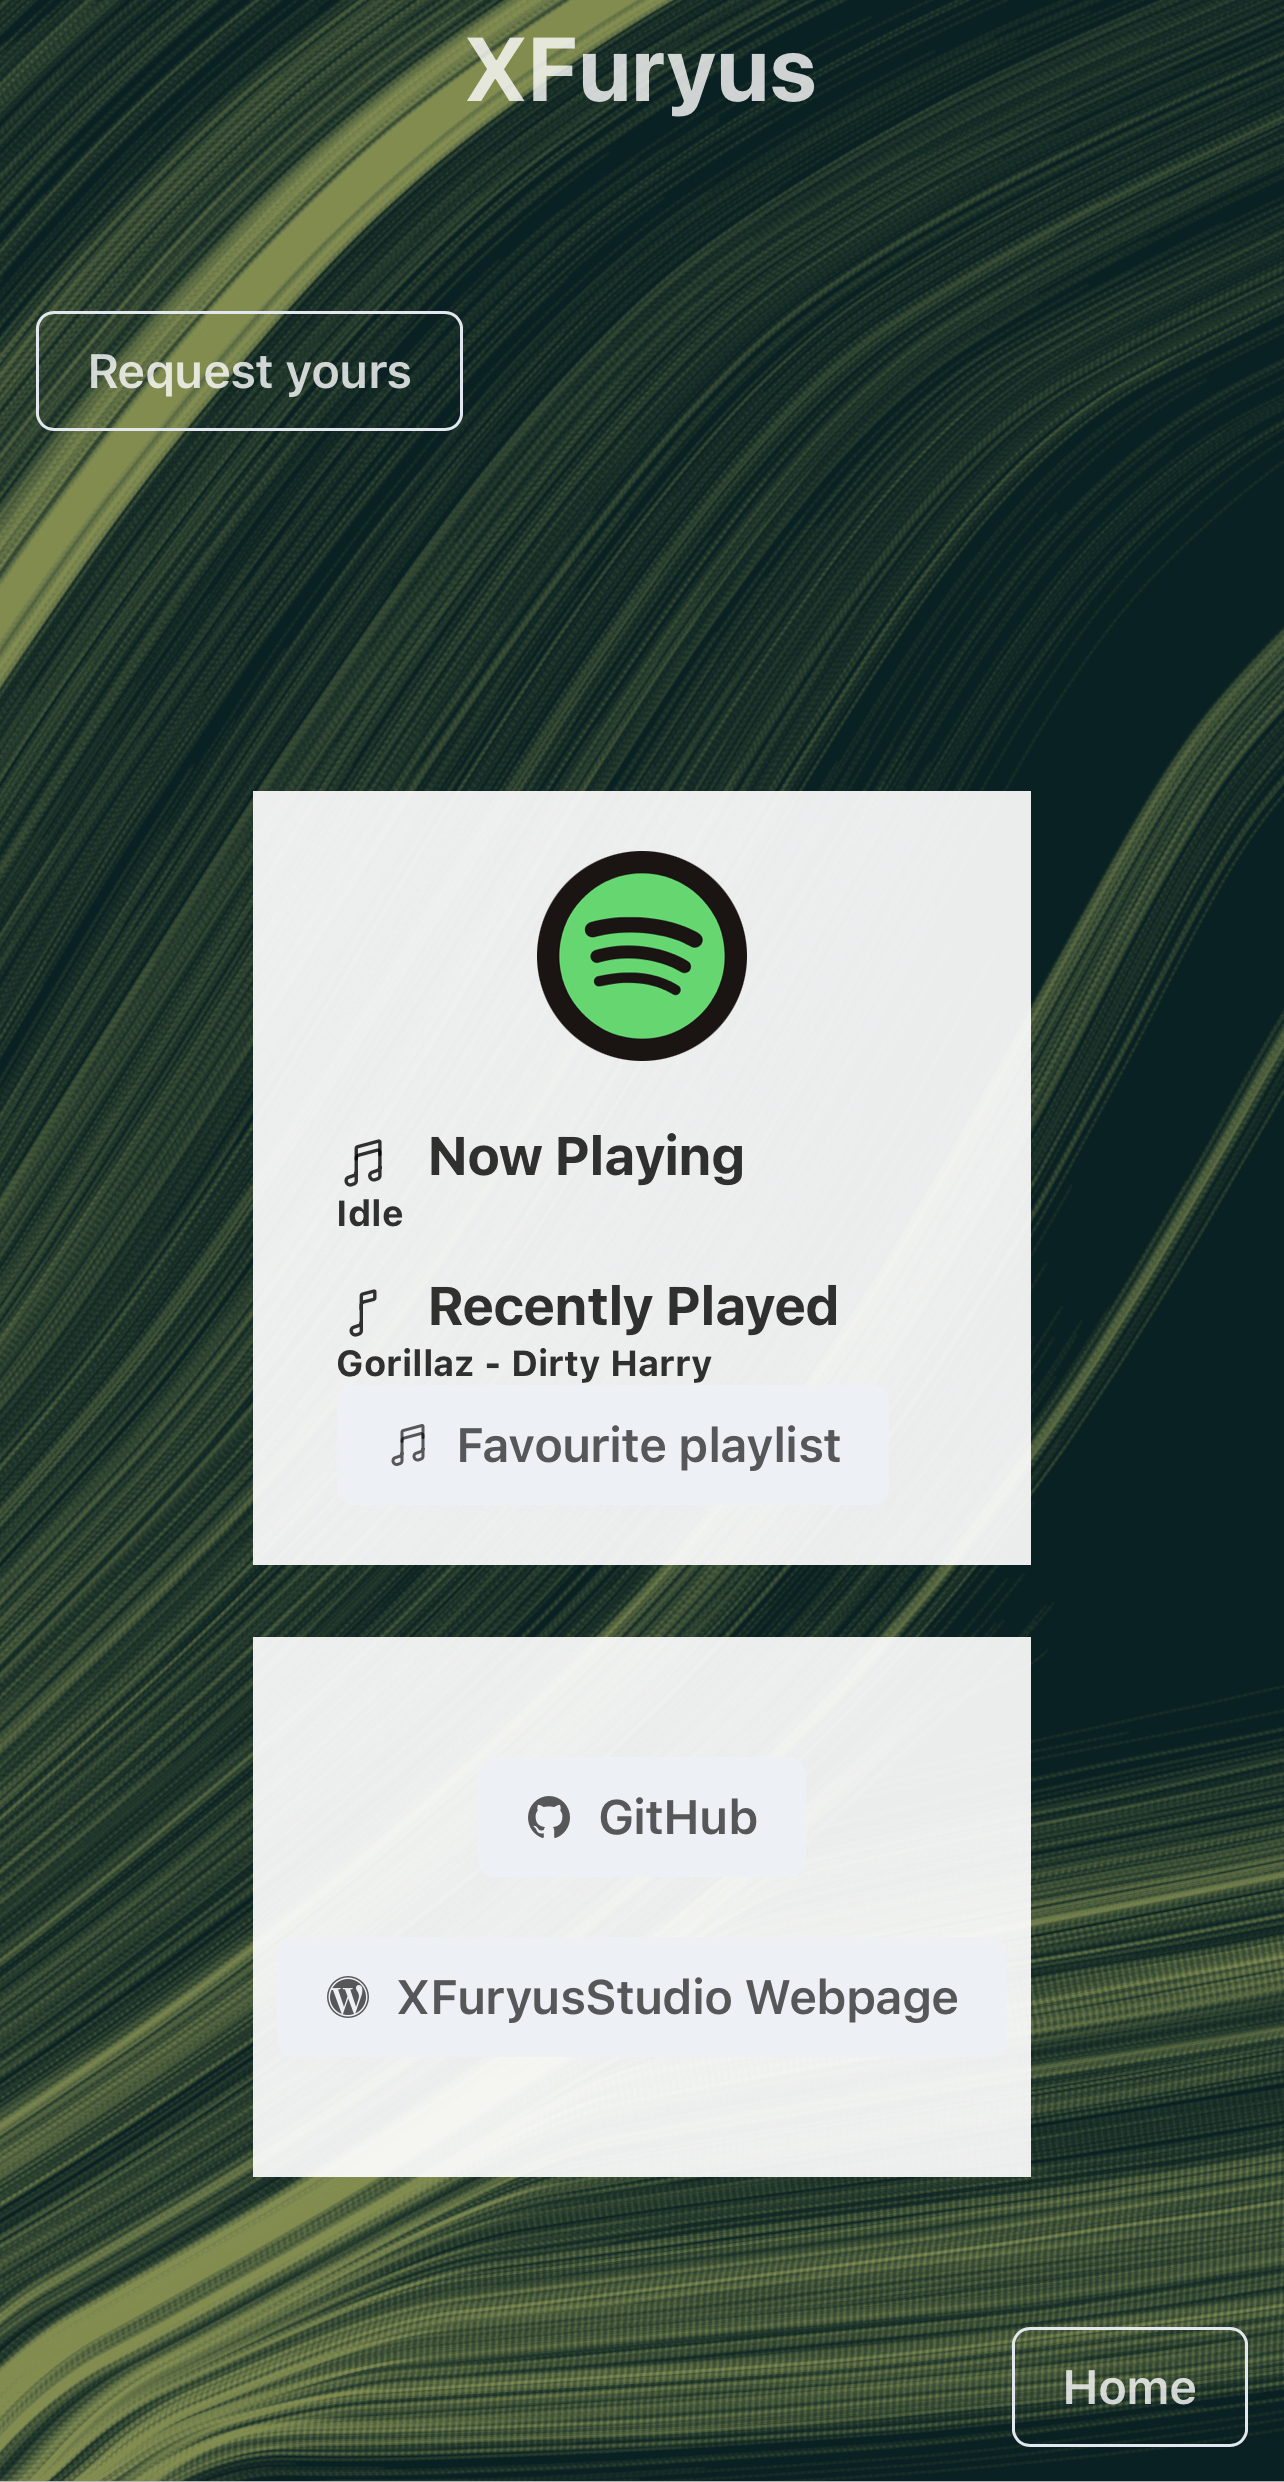 XFuryus
Request yours
Now Playing
Idle
Recently Played
Gorillaz - Dirty Harry
Favourite playlist
GitHub
XFuryusStudio Webpage
Home